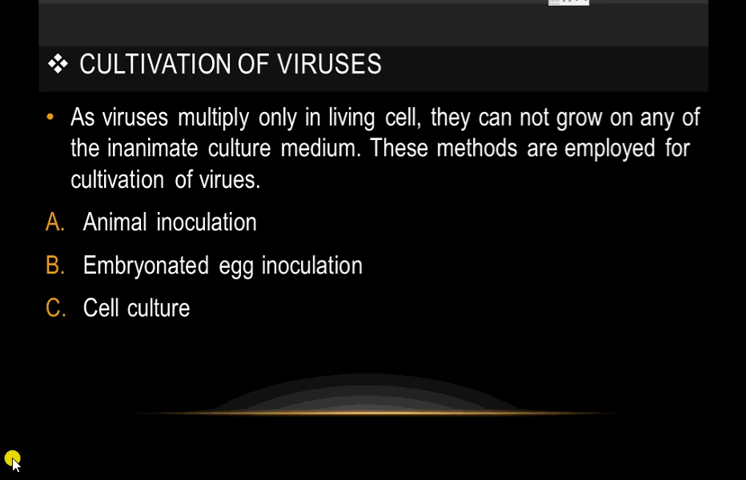 ❖ CULTIVATION OF VIRUSES
• As viruses multiply only in living cell, they can not grow on any of
the inanimate culture medium. These methods are employed for
cultivation of virues.
A. Animal inoculation
B. Embryonated egg inoculation
C. Cell culture